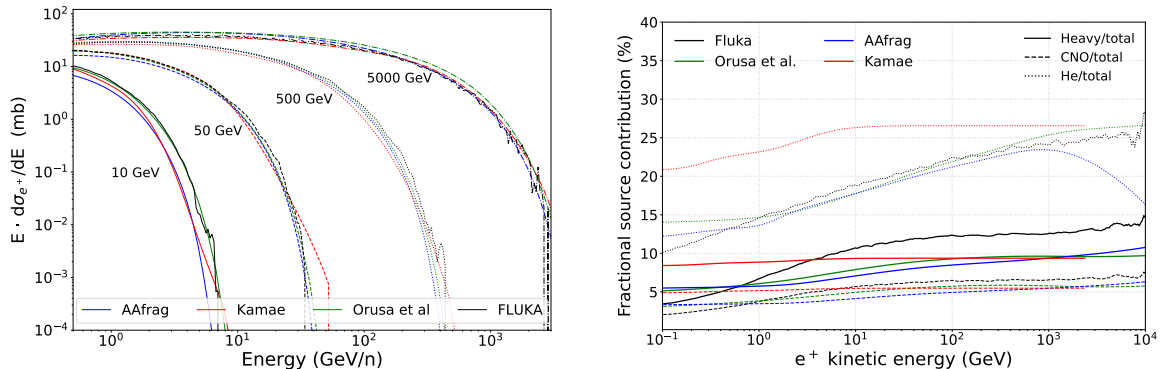 E · dσₑ⁺/dE (mb)
10²
10¹
10⁰
10⁻¹
10⁻²
10⁻³
10⁻⁴
5000 GeV
500 GeV
50 GeV
10 GeV
AAfrag Kamae Orusa et al FLUKA
10⁰ 10¹ 10² 10³
Energy (GeV/n)
Fractional source contribution (%)
40
35
30
25
20
15
10
5
Fluka AAfrag
Orusa et al. Kamae
Heavy/total
CNO/total
He/total
10⁻¹ 10⁰ 10¹ 10² 10³ 10⁴
e⁺ kinetic energy (GeV)